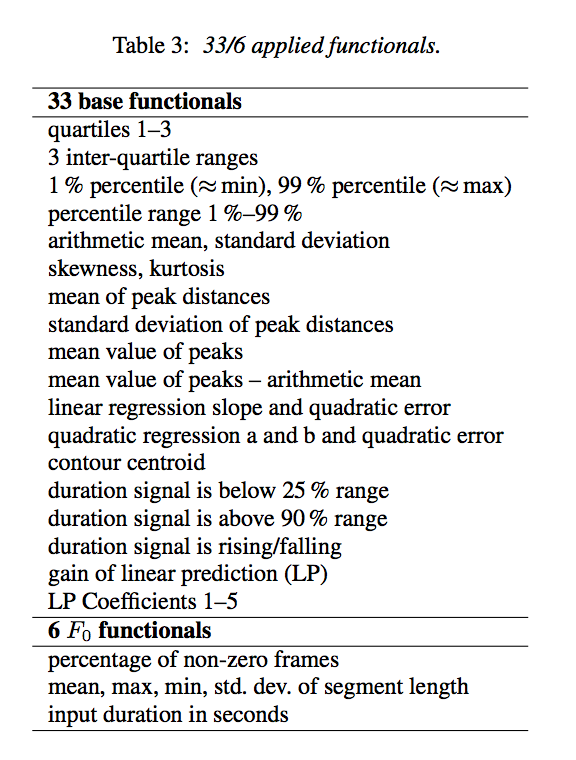 Table 3: 33/6 applied functionals.
33 base functionals
quartiles 1–3
3 inter-quartile ranges
1 % percentile (≈ min), 99 % percentile (≈ max)
percentile range 1 %–99 %
arithmetic mean, standard deviation
skewness, kurtosis
mean of peak distances
standard deviation of peak distances
mean value of peaks
mean value of peaks – arithmetic mean
linear regression slope and quadratic error
quadratic regression a and b and quadratic error
contour centroid
duration signal is below 25 % range
duration signal is above 90 % range
duration signal is rising/falling
gain of linear prediction (LP)
LP Coefficients 1–5
6 F0 functionals
percentage of non-zero frames
mean, max, min, std. dev. of segment length
input duration in seconds